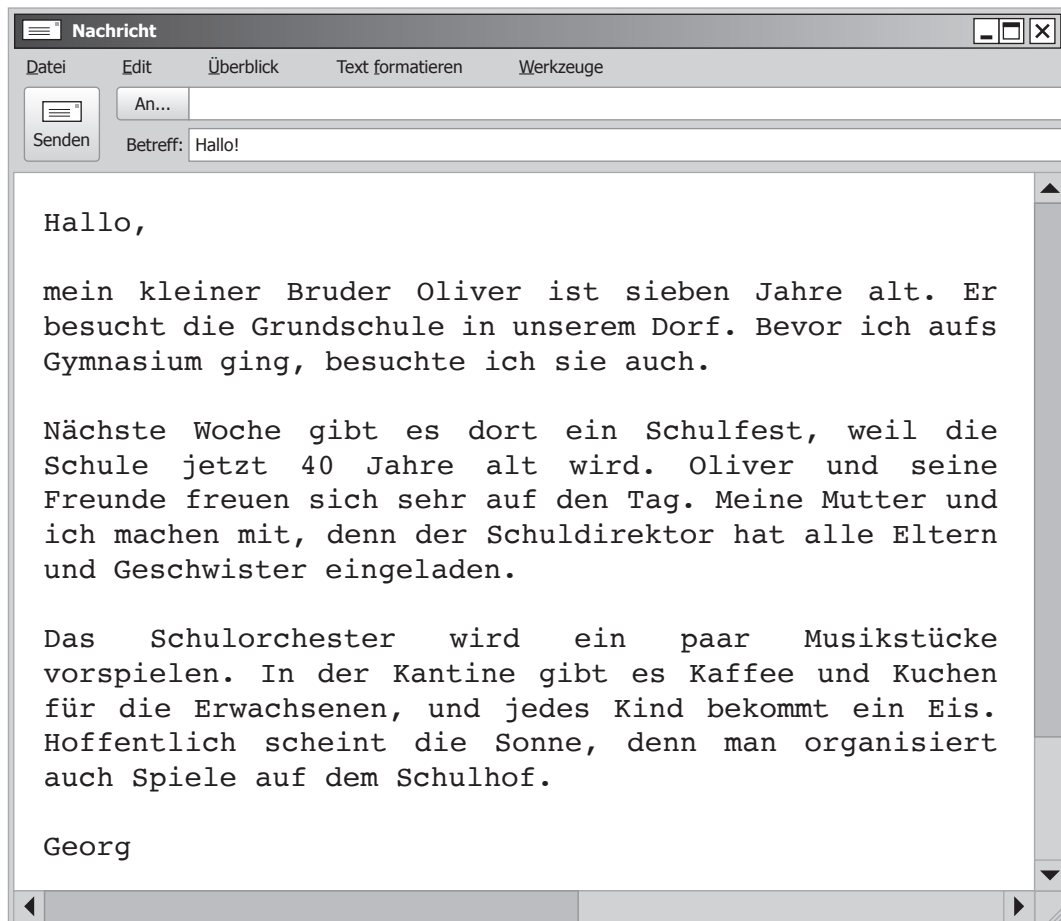 Nachricht
Datei Edit Überblick Text formatieren Werkzeuge
An...
Senden
Betreff: Hallo!
Hallo,
mein kleiner Bruder Oliver ist sieben Jahre alt. Er
besucht die Grundschule in unserem Dorf. Bevor ich aufs
Gymnasium ging, besuchte ich sie auch.
Nächste Woche gibt es dort ein Schulfest, weil die
Schule jetzt 40 Jahre alt wird. Oliver und seine
Freunde freuen sich sehr auf den Tag. Meine Mutter und
ich machen mit, denn der Schuldirektor hat alle Eltern
und Geschwister eingeladen.
Das Schulorchester wird ein paar Musikstücke
vorspielen. In der Kantine gibt es Kaffee und Kuchen
für die Erwachsenen, und jedes Kind bekommt ein Eis.
Hoffentlich scheint die Sonne, denn man organisiert
auch Spiele auf dem Schulhof.
Georg